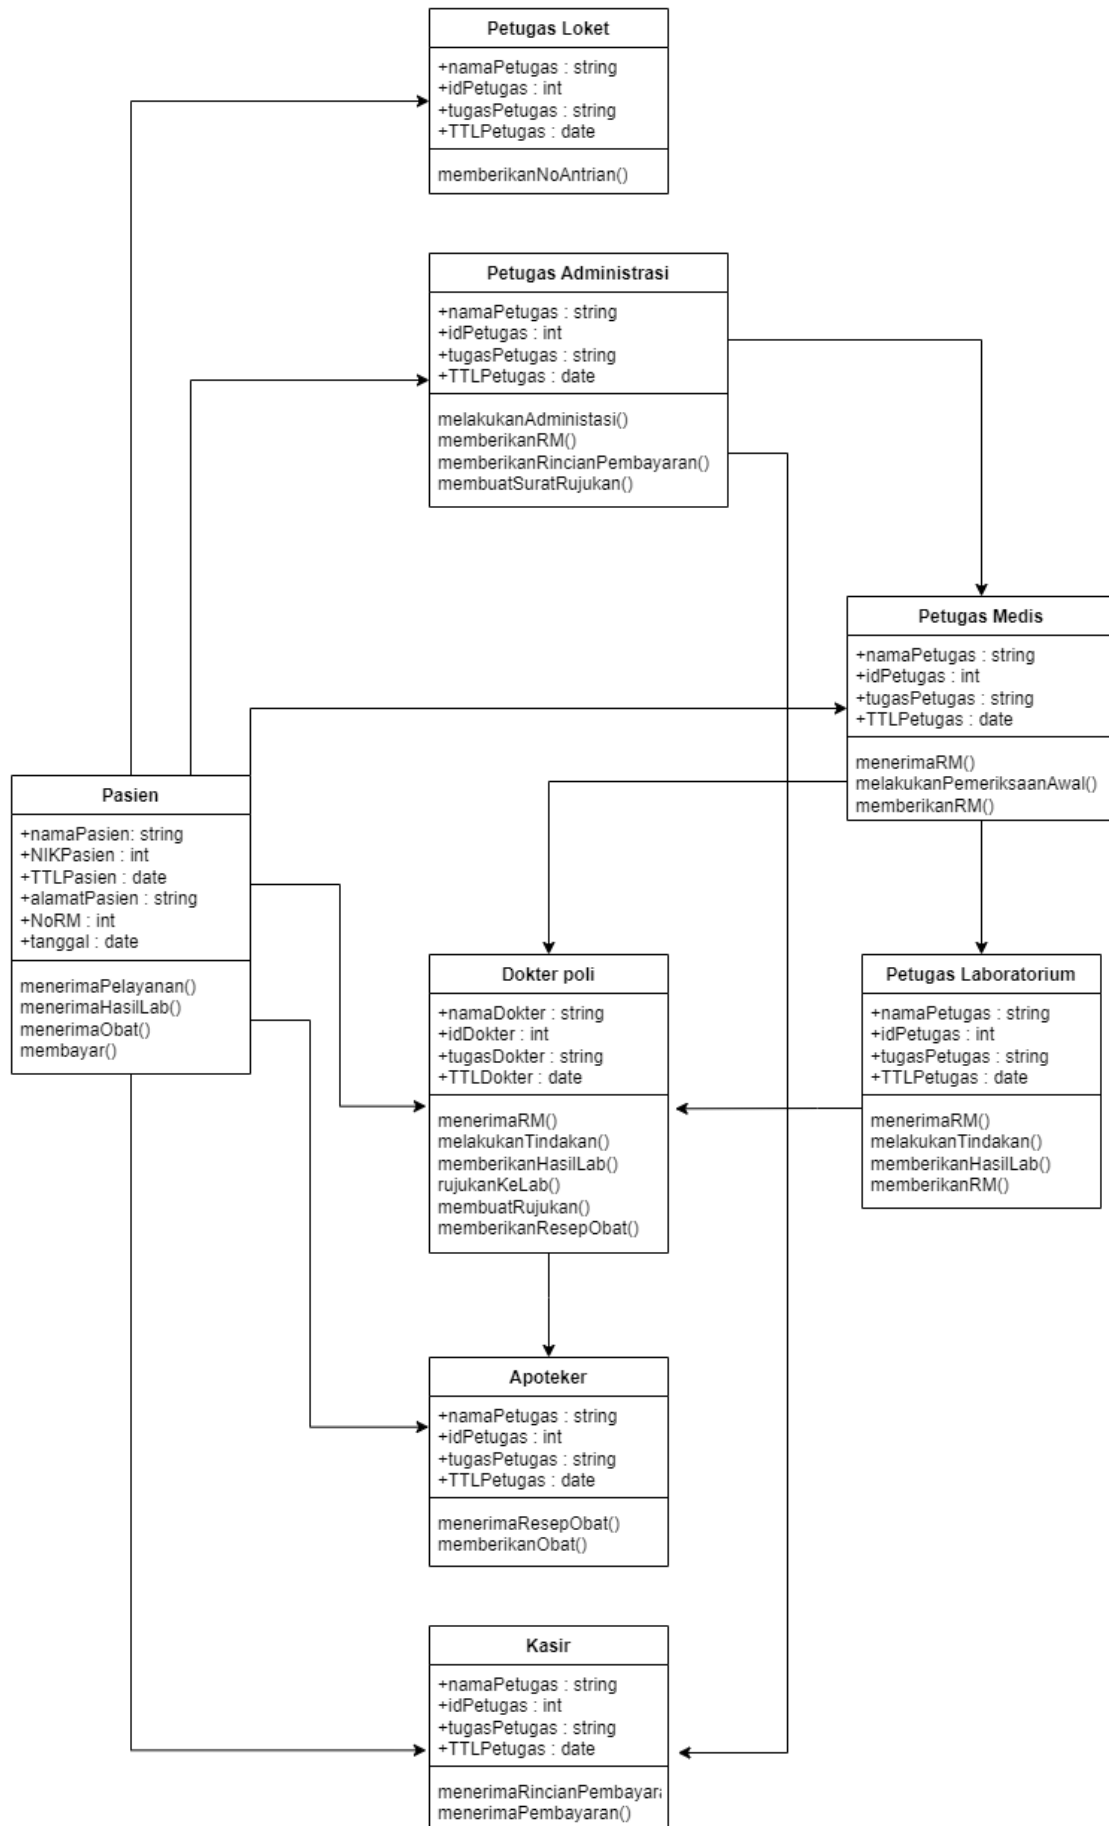 Petugas Loket
+namaPetugas : string
+idPetugas : int
+tugasPetugas : string
+TTLPetugas : date
memberikanNoAntrian()
Petugas Administrasi
+namaPetugas : string
+idPetugas : int
+tugasPetugas : string
+TTLPetugas : date
melakukanAdministasi()
memberikanRM()
memberikanRincianPembayaran()
membuatSuratRujukan()
Petugas Medis
+namaPetugas : string
+idPetugas : int
+tugasPetugas : string
+TTLPetugas : date
menerimaRM()
melakukanPemeriksaanAwal()
memberikanRM()
Pasien
+namaPasien: string
+NIKPasien : int
+TTLPasien : date
+alamatPasien : string
+NoRM : int
+tanggal : date
menerimaPelayanan()
menerimaHasilLab()
menerimaObat()
membayar()
Dokter poli
+namaDokter : string
+idDokter : int
+tugasDokter : string
+TTLDokter : date
menerimaRM()
melakukanTindakan()
memberikanHasilLab()
rujukanKeLab()
membuatRujukan()
memberikanResepObat()
Petugas Laboratorium
+namaPetugas : string
+idPetugas : int
+tugasPetugas : string
+TTLPetugas : date
menerimaRM()
melakukanTindakan()
memberikanHasilLab()
memberikanRM()
Apoteker
+namaPetugas : string
+idPetugas : int
+tugasPetugas : string
+TTLPetugas : date
menerimaResepObat()
memberikanObat()
Kasir
+namaPetugas : string
+idPetugas : int
+tugasPetugas : string
+TTLPetugas : date
menerimaRincianPembayar
menerimaPembayaran()